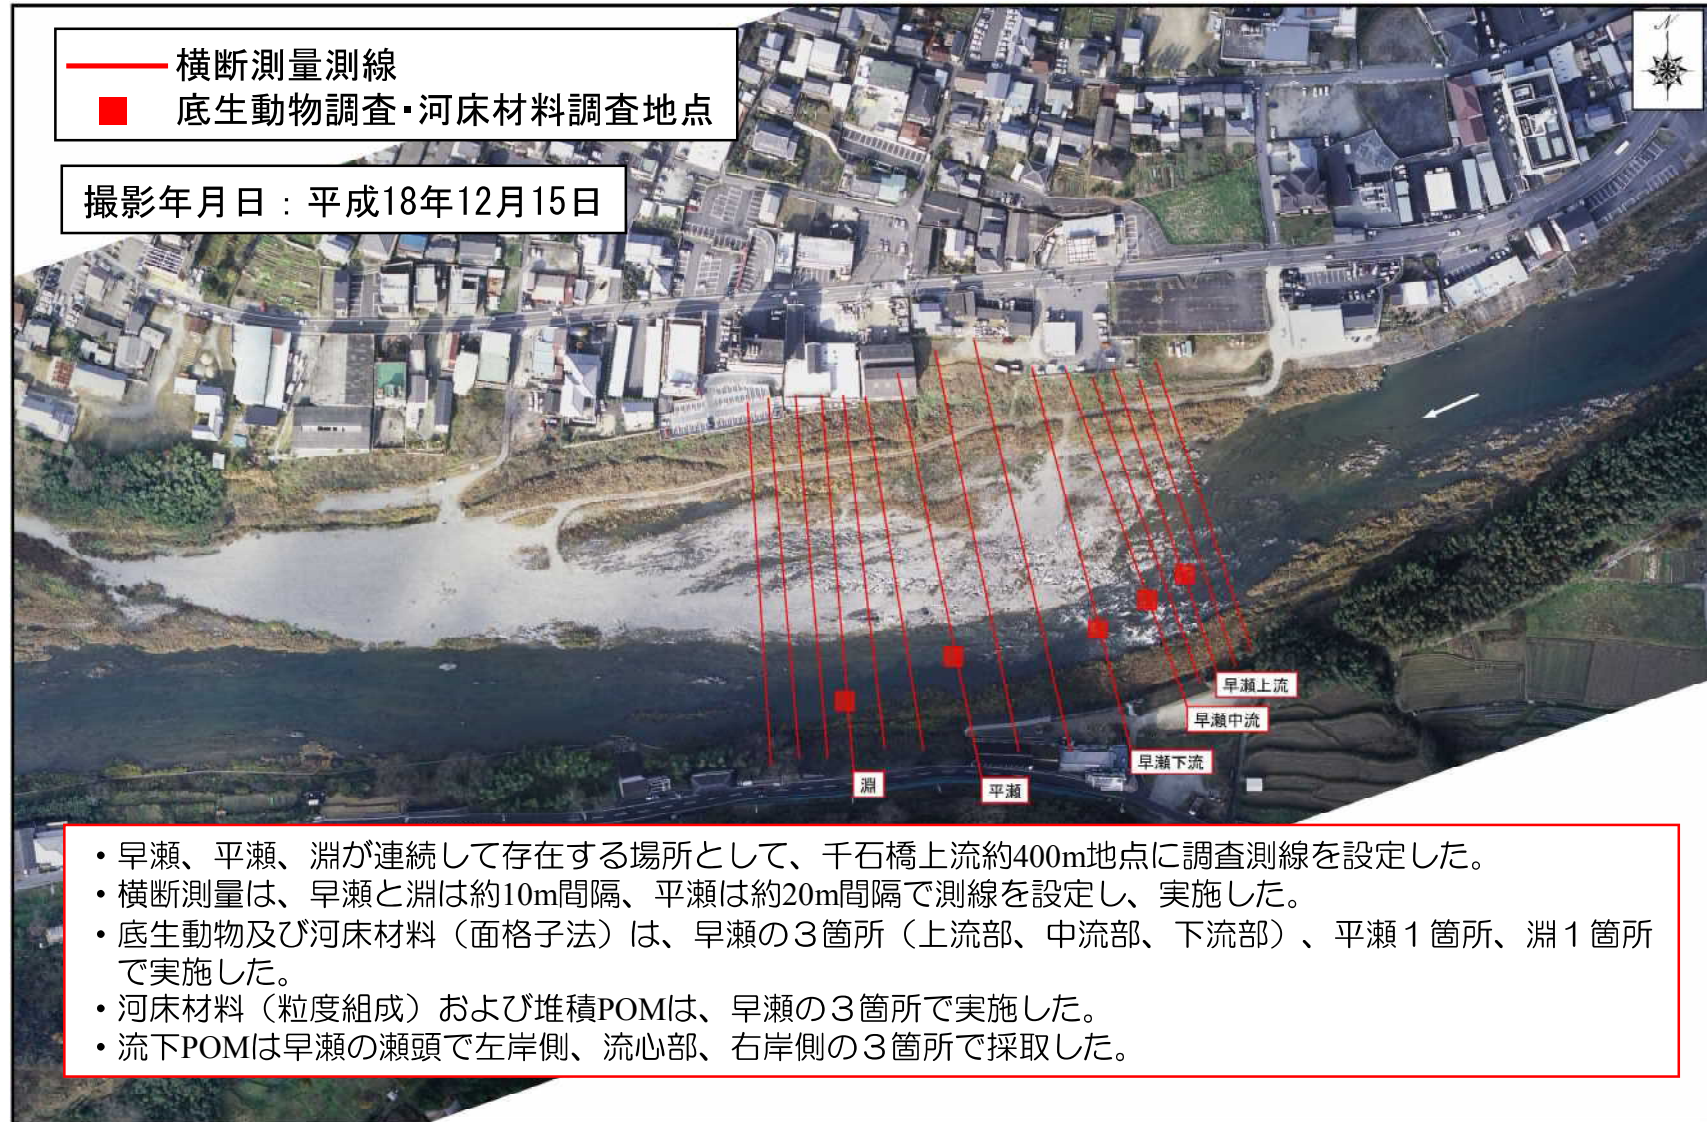 横断測量測線
底生動物調査・河床材料調査地点
撮影年月日：平成18年12月15日
N
早瀬上流
早瀬中流
早瀬下流
淵
平瀬
・早瀬、平瀬、淵が連続して存在する場所として、千石橋上流約400m地点に調査測線を設定した。
・横断測量は、早瀬と淵は約10m間隔、平瀬は約20m間隔で測線を設定し、実施した。
・底生動物及び河床材料（面格子法）は、早瀬の３箇所（上流部、中流部、下流部）、平瀬１箇所、淵１箇所
で実施した。
・河床材料（粒度組成）および堆積POMは、早瀬の３箇所で実施した。
・流下POMは早瀬の瀬頭で左岸側、流心部、右岸側の３箇所で採取した。